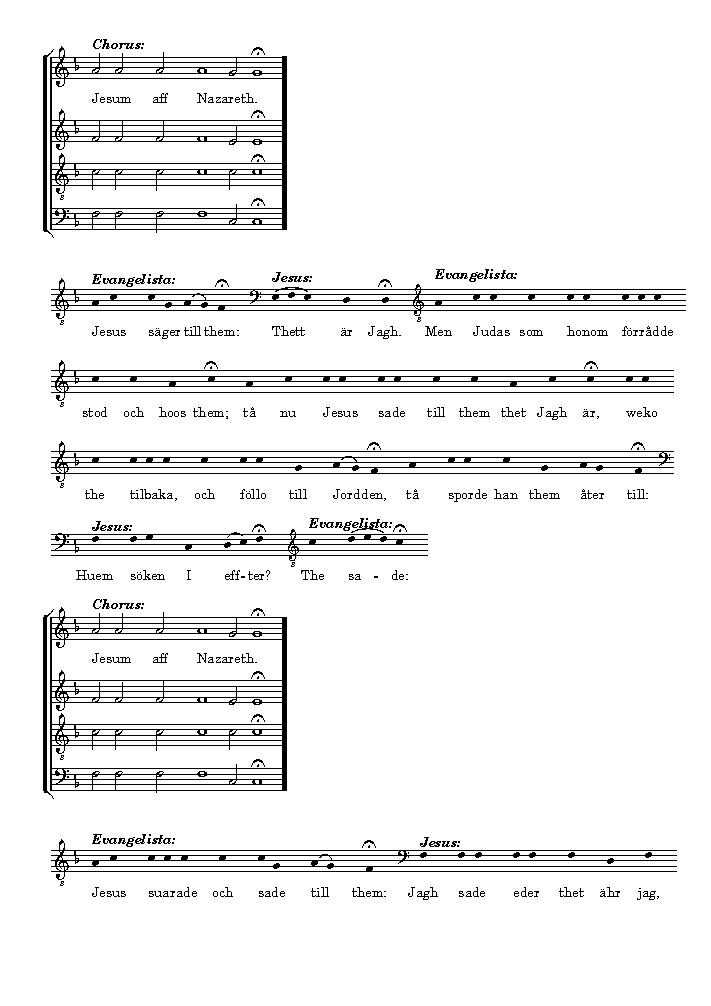 Chorus:
Jesum aff Nazareth.
Evangelista: Jesus: Evangelista:
Jesus säger till them: Thett är Jagh. Men Judas som honom förrådde
stod och hoos them; tå nu Jesus sade till them thet Jagh är, weko
the tilbaka, och föllo till Jordden, tå sporde han them åter till:
Jesus: Evangelista:
Huem söken I eff-ter? The sa - de:
Chorus:
Jesum aff Nazareth.
Evangelista: Jesus:
Jesus suarade och sade till them: Jagh sade eder thet ähr jag,